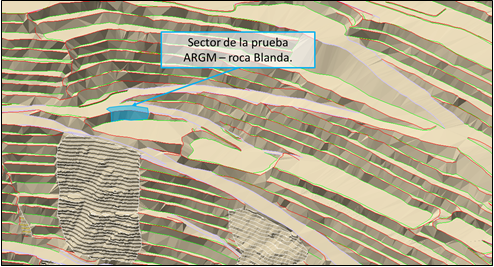 Sector de la prueba
ARGM – roca Blanda.